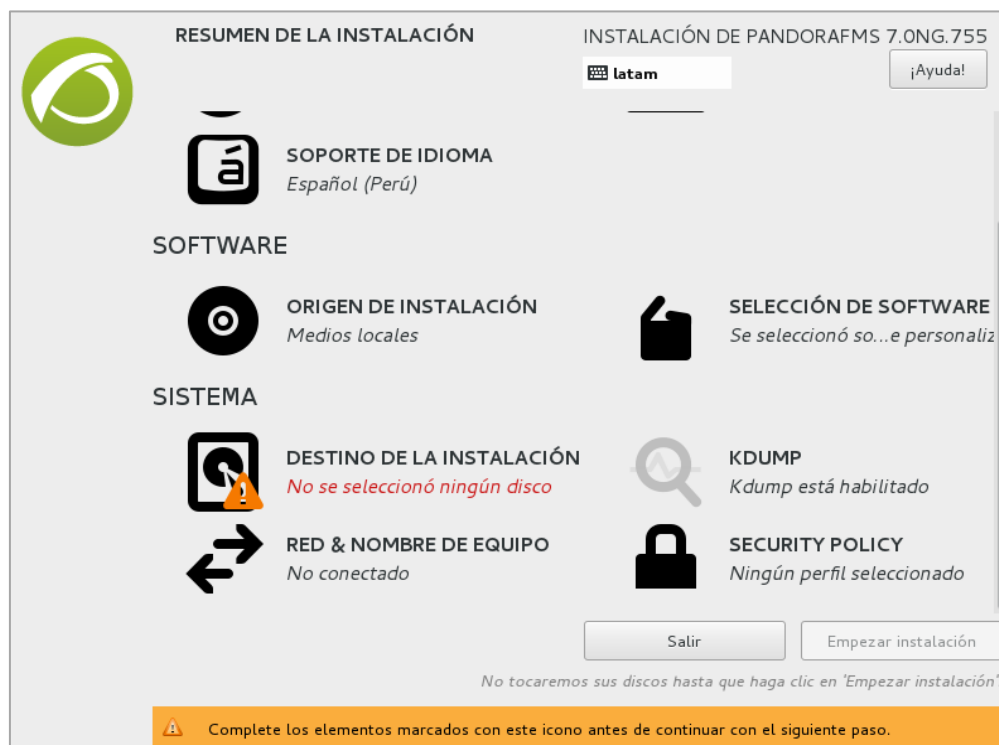 RESUMEN DE LA INSTALACIÓN
INSTALACIÓN DE PANDORAFMS 7.0NG.755
latam
¡Ayuda!
á
SOPORTE DE IDIOMA
Español (Perú)
SOFTWARE
ORIGEN DE INSTALACIÓN
Medios locales
SELECCIÓN DE SOFTWARE
Se seleccionó so...e personaliz
SISTEMA
DESTINO DE LA INSTALACIÓN
No se seleccionó ningún disco
KDUMP
Kdump está habilitado
RED & NOMBRE DE EQUIPO
No conectado
SECURITY POLICY
Ningún perfil seleccionado
Salir
Empezar instalación
No tocaremos sus discos hasta que haga clic en 'Empezar instalación'
Complete los elementos marcados con este icono antes de continuar con el siguiente paso.